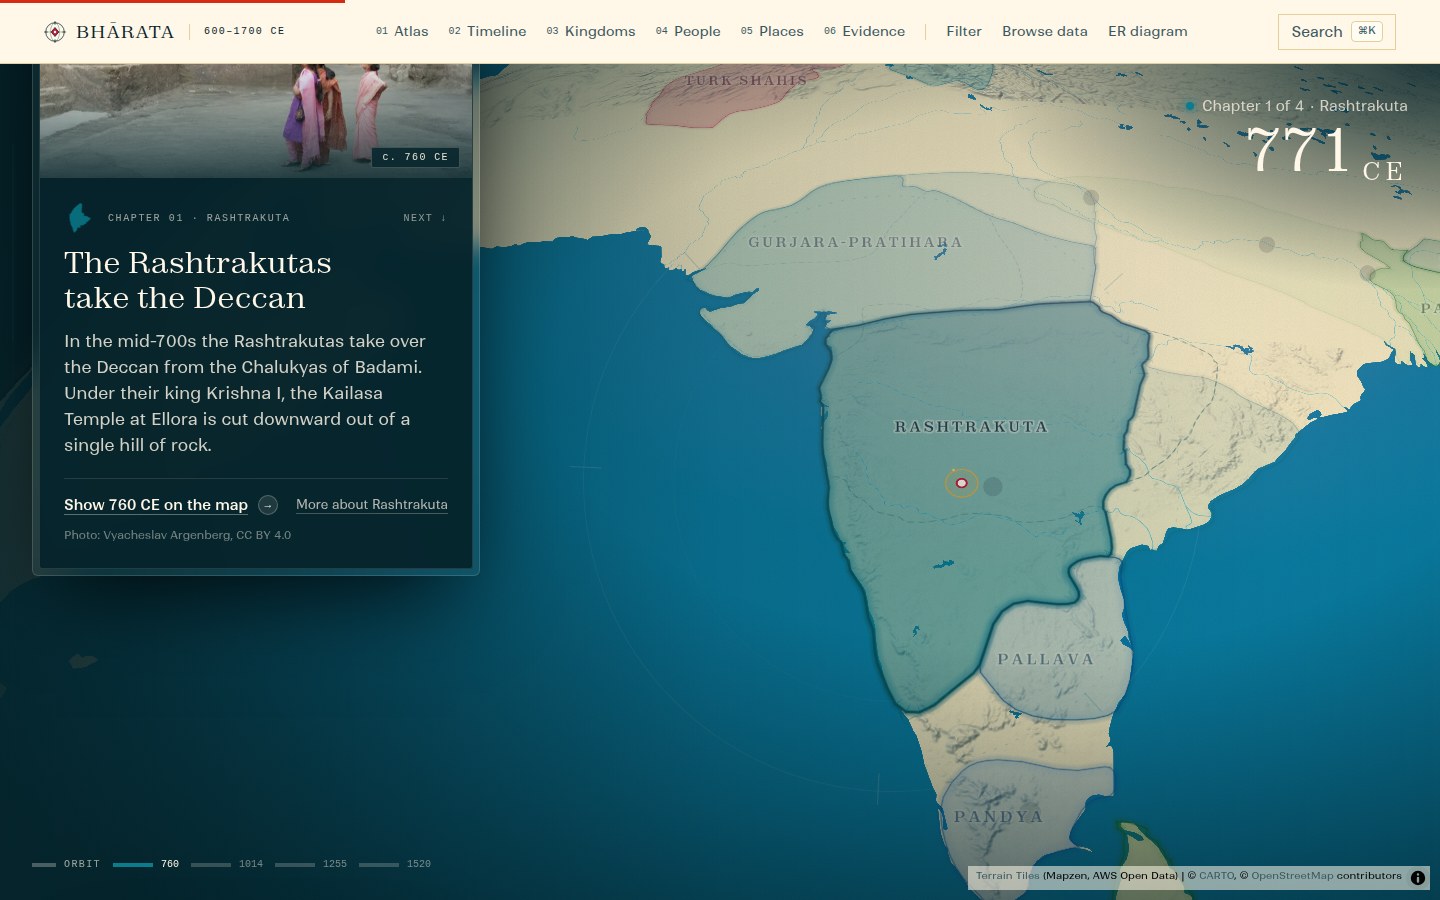 BHĀRATA
600–1700 CE
01 Atlas
02 Timeline
03 Kingdoms
04 People
05 Places
06 Evidence
Filter
Browse data
ER diagram
Search ⌘K
c. 760 CE
CHAPTER 01 · RASHTRAKUTA
NEXT ↓
The Rashtrakutas
take the Deccan
In the mid-700s the Rashtrakutas take over
the Deccan from the Chalukyas of Badami.
Under their king Krishna I, the Kailasa
Temple at Ellora is cut downward out of a
single hill of rock.
Show 760 CE on the map →
More about Rashtrakuta
Photo: Vyacheslav Argenberg, CC BY 4.0
Chapter 1 of 4 · Rashtrakuta
771 CE
TURK SHAHIS
GURJARA-PRATIHARA
PA
RASHTRAKUTA
PALLAVA
PANDYA
ORBIT
760
1014
1255
1520
Terrain Tiles (Mapzen, AWS Open Data) | © CARTO, © OpenStreetMap contributors